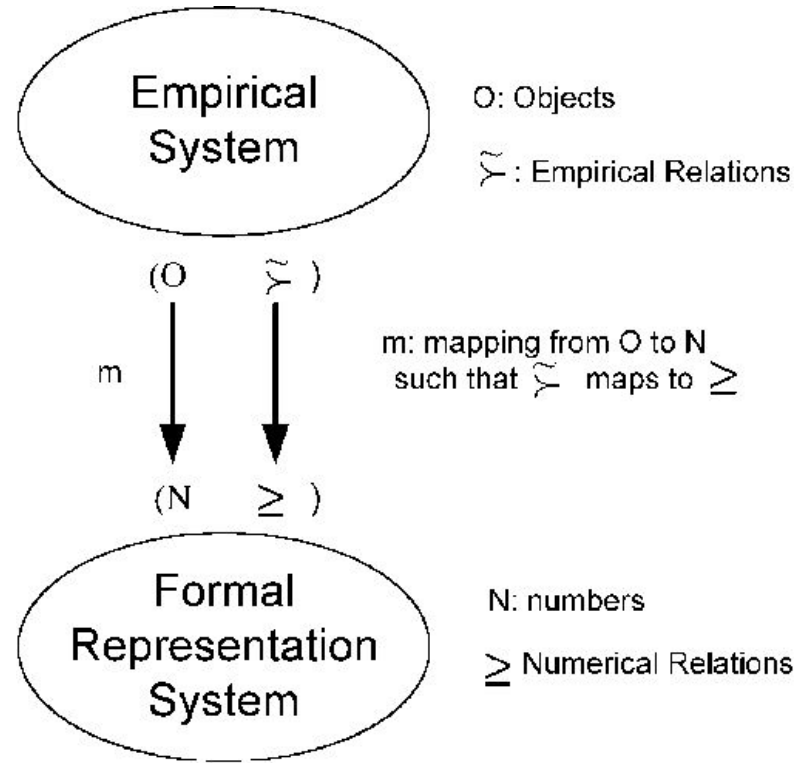 Empirical
System
O: Objects
≿ : Empirical Relations
(O ≿ )
m
m: mapping from O to N
such that ≿ maps to ≥
(N ≥ )
Formal
Representation
System
N: numbers
≥ Numerical Relations